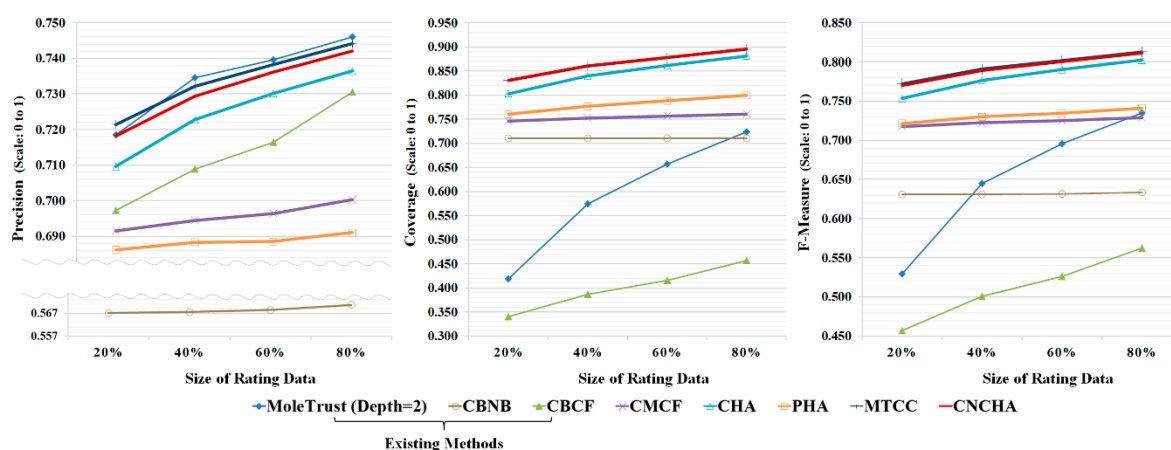 0.750
0.740
0.730
0.720
0.710
0.700
0.690
0.567
0.557
Precision (Scale: 0 to 1)
20% 40% 60% 80%
Size of Rating Data
0.950
0.900
0.850
0.800
0.750
0.700
0.650
0.600
0.550
0.500
0.450
0.400
0.350
0.300
Coverage (Scale: 0 to 1)
20% 40% 60% 80%
Size of Rating Data
0.850
0.800
0.750
0.700
0.650
0.600
0.550
0.500
0.450
F-Measure (Scale: 0 to 1)
20% 40% 60% 80%
Size of Rating Data
MoleTrust (Depth=2) CBNB CBCF CMCF CHA PHA MTCC CNCHA
Existing Methods